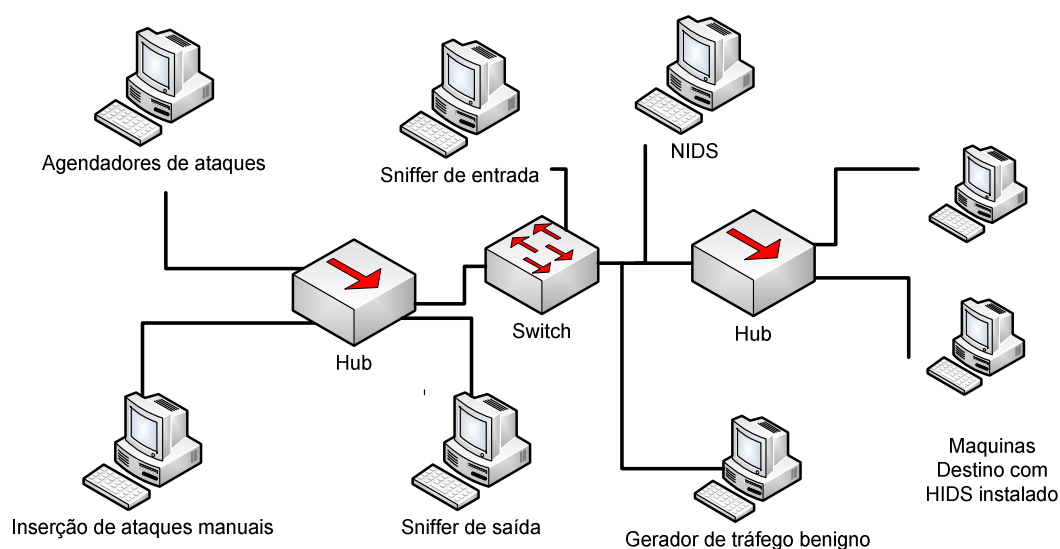 NIDS
Agendadores de ataques
Sniffer de entrada
Switch
Hub
Hub
Maquinas
Destino com
HIDS instalado
Inserção de ataques manuais
Sniffer de saída
Gerador de tráfego benigno